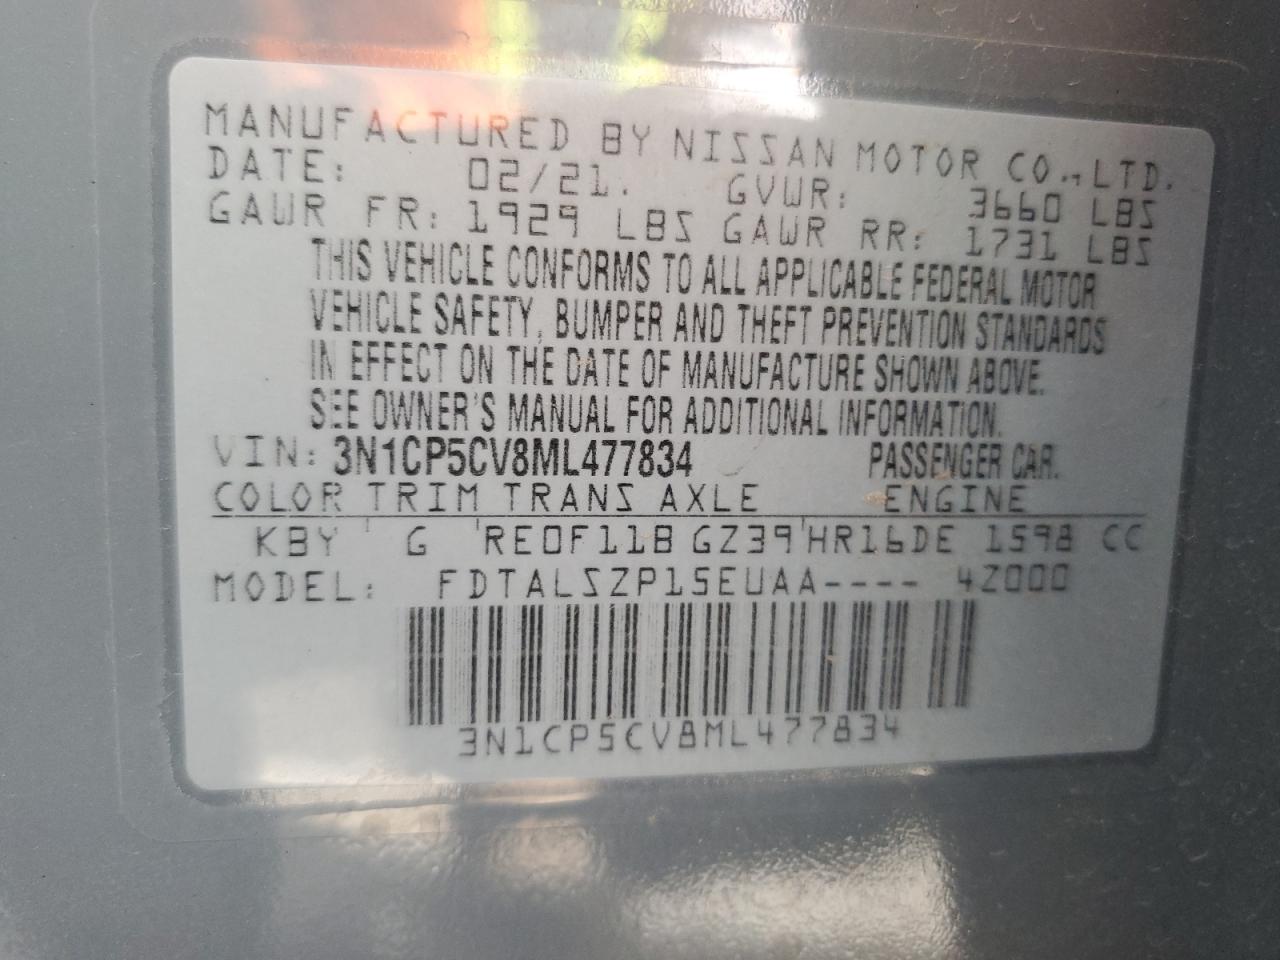 MANUFACTURED BY NISSAN MOTOR CO., LTD.
DATE: 02/21. GVWR: 3660 LBS
GAWR FR: 1929 LBS GAWR RR: 1731 LBS
THIS VEHICLE CONFORMS TO ALL APPLICABLE FEDERAL MOTOR
VEHICLE SAFETY, BUMPER AND THEFT PREVENTION STANDARDS
IN EFFECT ON THE DATE OF MANUFACTURE SHOWN ABOVE.
SEE OWNER'S MANUAL FOR ADDITIONAL INFORMATION.
VIN: 3N1CP5CV8ML477834 PASSENGER CAR.
COLOR TRIM TRANS AXLE ENGINE
KBY ' G 'RE0F11B GZ39'HR16DE 1598 CC
MODEL: FDTALSZP15EUAA---- 4Z000
3N1CP5CV8ML477834